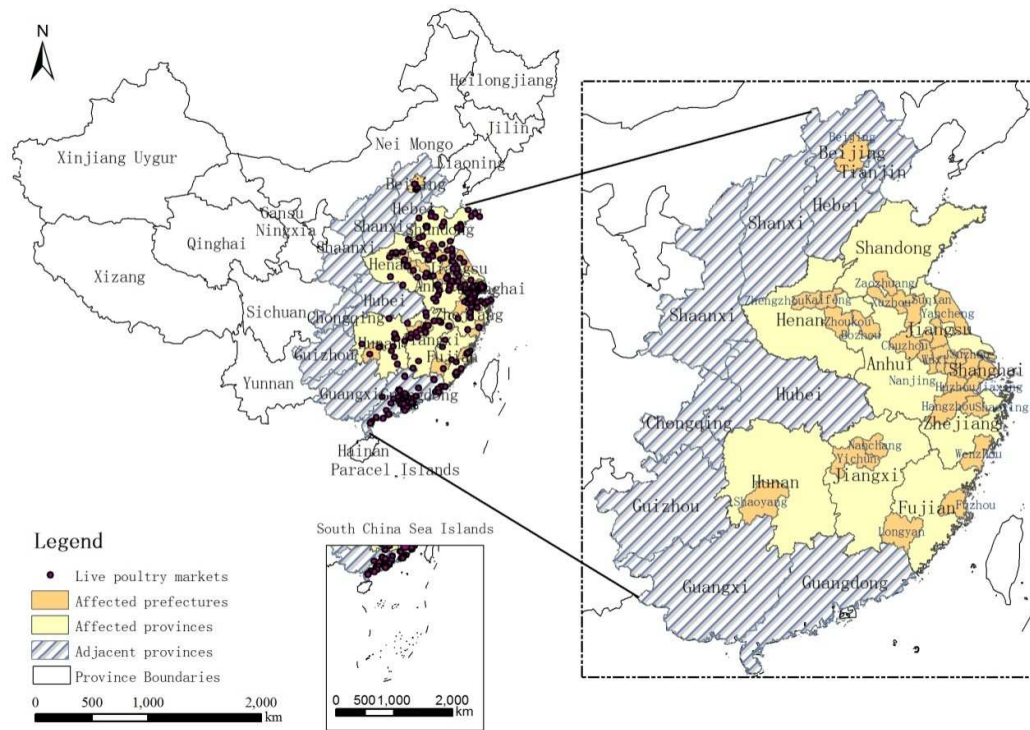 N
Heilongjiang
Jilin
Nei Mongo
Liaoning
Xinjiang Uygur
Beijing
Gansu
Ningxia
Hebei
Shanxi
Shandong
Shaanxi
Qinghai
Henan
Xizang
Hubei
Sichuan
Chongqing
Hunan
Guizhou
Fujian
Yunnan
Guangxi
Hainan
Paracel Islands
South China Sea Islands
0 500 1,000 2,000
km
Legend
Live poultry markets
Affected prefectures
Affected provinces
Adjacent provinces
Province Boundaries
0 500 1,000 2,000
km
Beijing
Beijing
Tianjin
Hebei
Shanxi
Shandong
Zaozhuang
Zhengzhou Kaifeng
Xuzhou
Suqian
Yancheng
Shaanxi
Henan
Zhoukou
Bozhou
Jiangsu
Chuzhou
Anhui
Wuxi
Suzhou
Shanghai
Nanjing
Huzhou
Jiaxing
Hubei
Hangzhou
Shaoxing
Chongqing
Zhejiang
Nanchang
Yichun
WenZhou
Hunan
Jiangxi
Shaoyang
Guizhou
Fujian
Fuzhou
Longyan
Guangxi
Guangdong